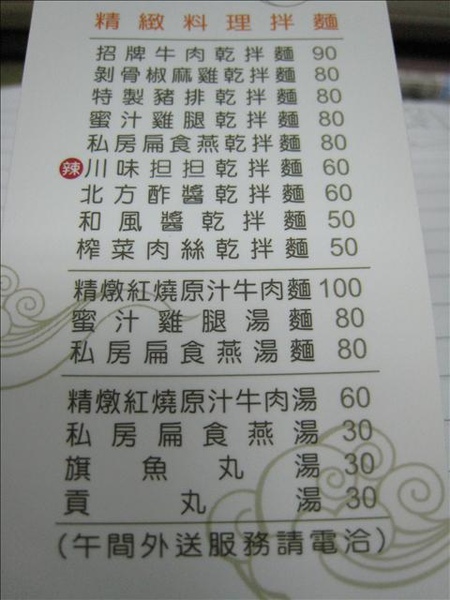 精緻料理拌麵
招牌牛肉乾拌麵 90
剝骨椒麻雞乾拌麵 80
特製豬排乾拌麵 80
蜜汁雞腿乾拌麵 80
私房扁食燕乾拌麵 80
辣 川味担担乾拌麵 60
北方酢醬乾拌麵 60
和風醬乾拌麵 50
榨菜肉絲乾拌麵 50
精燉紅燒原汁牛肉麵 100
蜜汁雞腿湯麵 80
私房扁食燕湯麵 80
精燉紅燒原汁牛肉湯 60
私房扁食燕湯 30
旗魚丸湯 30
貢丸湯 30
(午間外送服務請電洽)